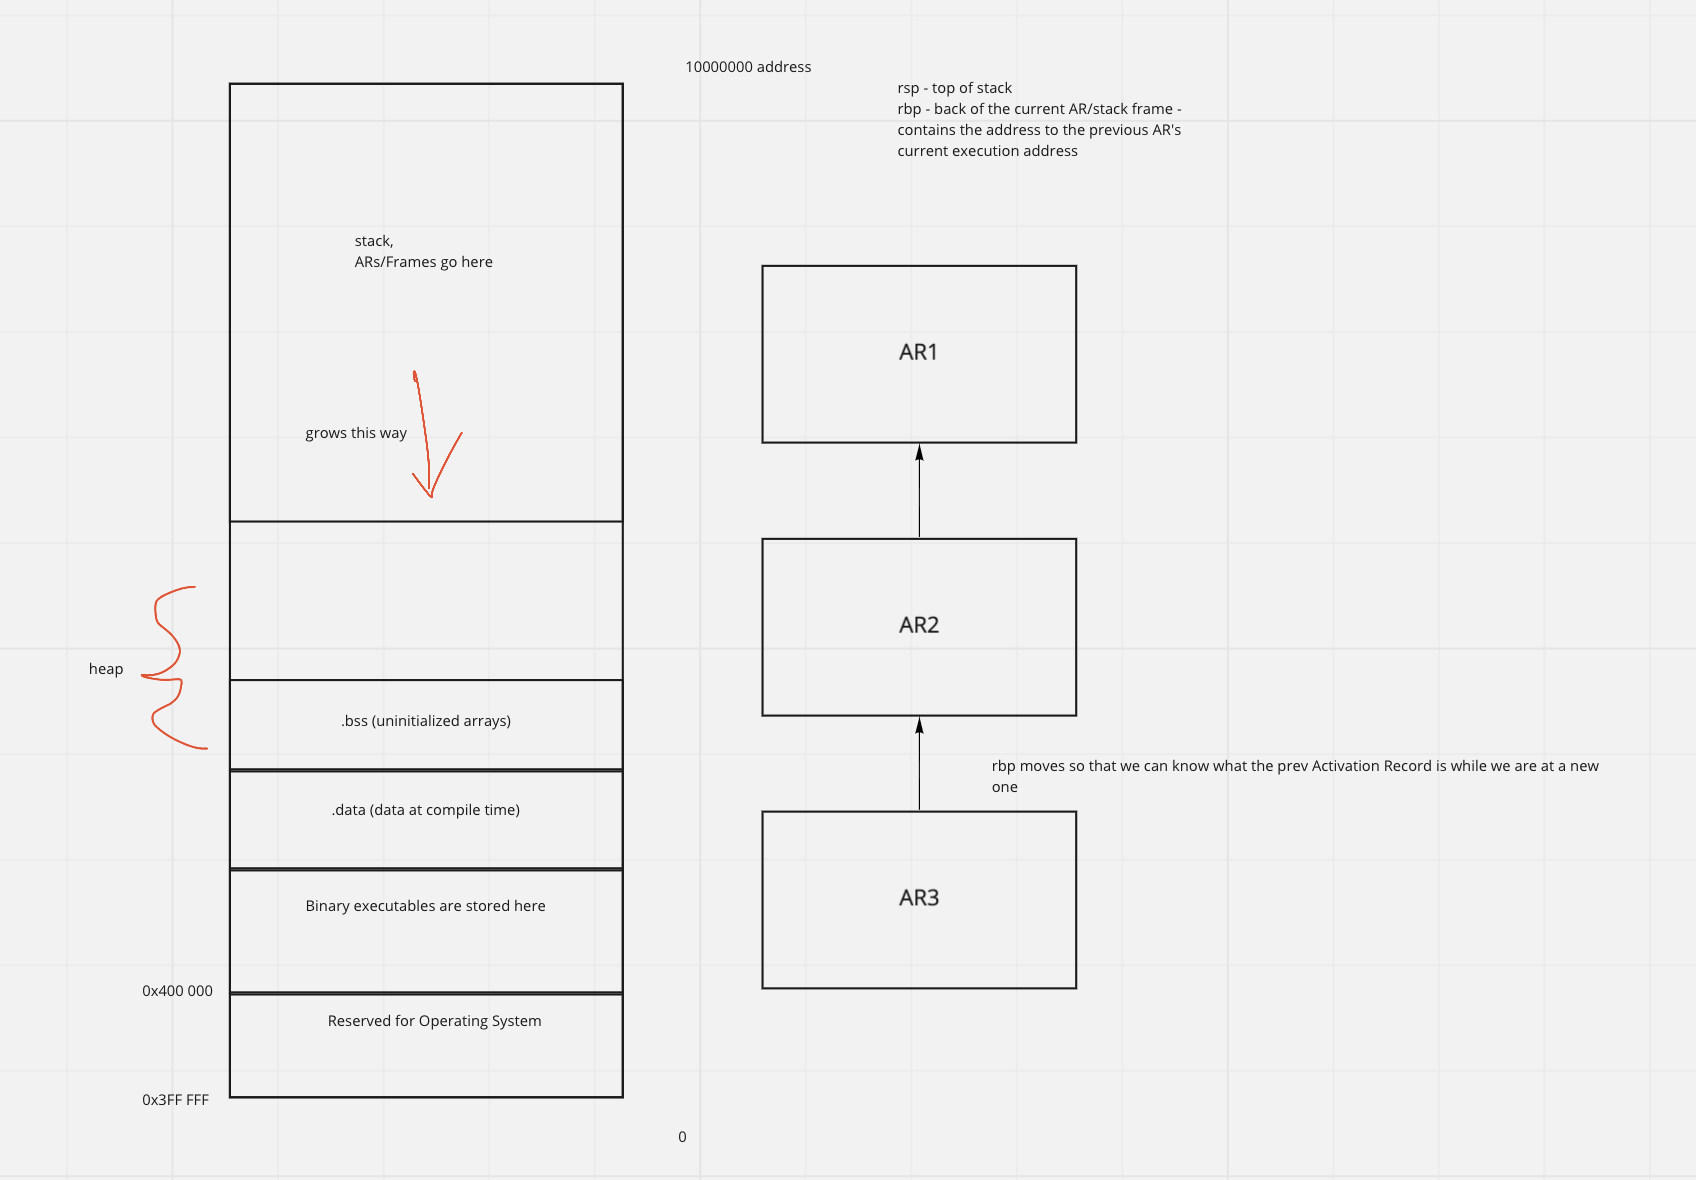 10000000 address
rsp - top of stack
rbp - back of the current AR/stack frame -
contains the address to the previous AR's
current execution address
stack,
ARs/Frames go here
grows this way
AR1
AR2
heap
.bss (uninitialized arrays)
rbp moves so that we can know what the prev Activation Record is while we are at a new
one
.data (data at compile time)
AR3
Binary executables are stored here
0x400 000
Reserved for Operating System
0x3FF FFF
0